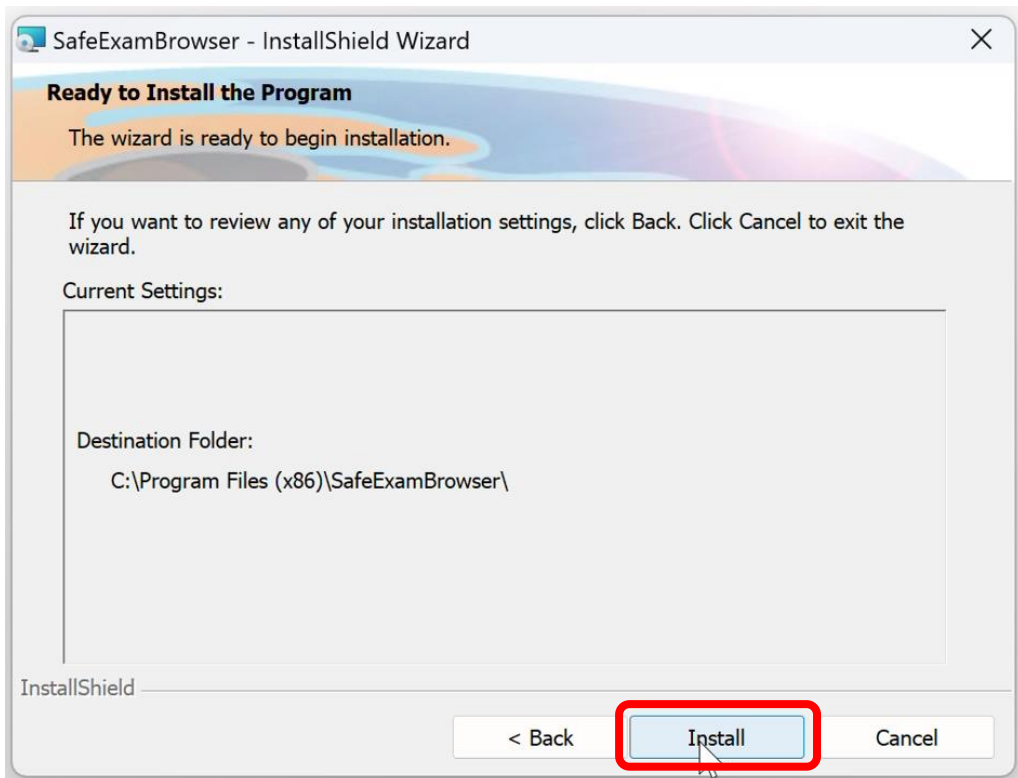 SafeExamBrowser - InstallShield Wizard
Ready to Install the Program
The wizard is ready to begin installation.
If you want to review any of your installation settings, click Back. Click Cancel to exit the
wizard.
Current Settings:
Destination Folder:
C:\Program Files (x86)\SafeExamBrowser\
InstallShield
< Back
Install
Cancel